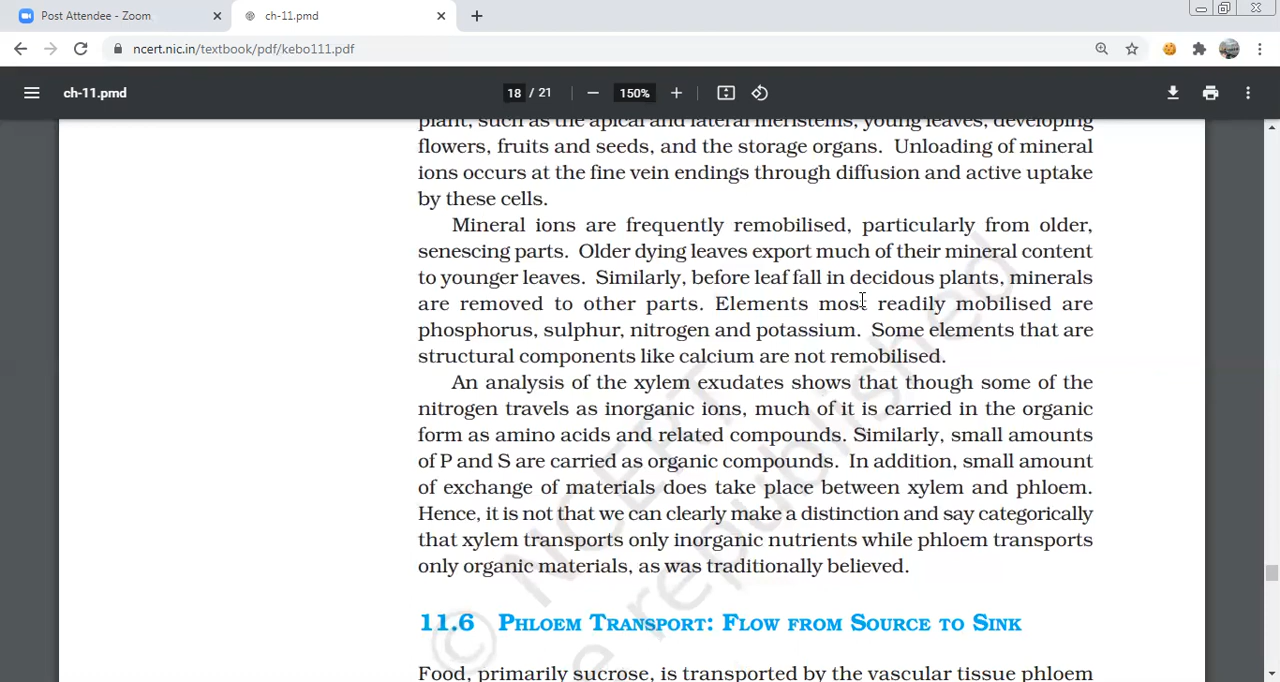 Post Attendee - Zoom
ch-11.pmd
ncert.nic.in/textbook/pdf/kebo111.pdf
ch-11.pmd
18 / 21
150%
plant, such as the apical and lateral meristems, young leaves, developing
flowers, fruits and seeds, and the storage organs. Unloading of mineral
ions occurs at the fine vein endings through diffusion and active uptake
by these cells.
Mineral ions are frequently remobilised, particularly from older,
senescing parts. Older dying leaves export much of their mineral content
to younger leaves. Similarly, before leaf fall in decidous plants, minerals
are removed to other parts. Elements most readily mobilised are
phosphorus, sulphur, nitrogen and potassium. Some elements that are
structural components like calcium are not remobilised.
An analysis of the xylem exudates shows that though some of the
nitrogen travels as inorganic ions, much of it is carried in the organic
form as amino acids and related compounds. Similarly, small amounts
of P and S are carried as organic compounds. In addition, small amount
of exchange of materials does take place between xylem and phloem.
Hence, it is not that we can clearly make a distinction and say categorically
that xylem transports only inorganic nutrients while phloem transports
only organic materials, as was traditionally believed.
11.6 PHLOEM TRANSPORT: FLOW FROM SOURCE TO SINK
Food, primarily sucrose, is transported by the vascular tissue phloem
© NCERT
e republished